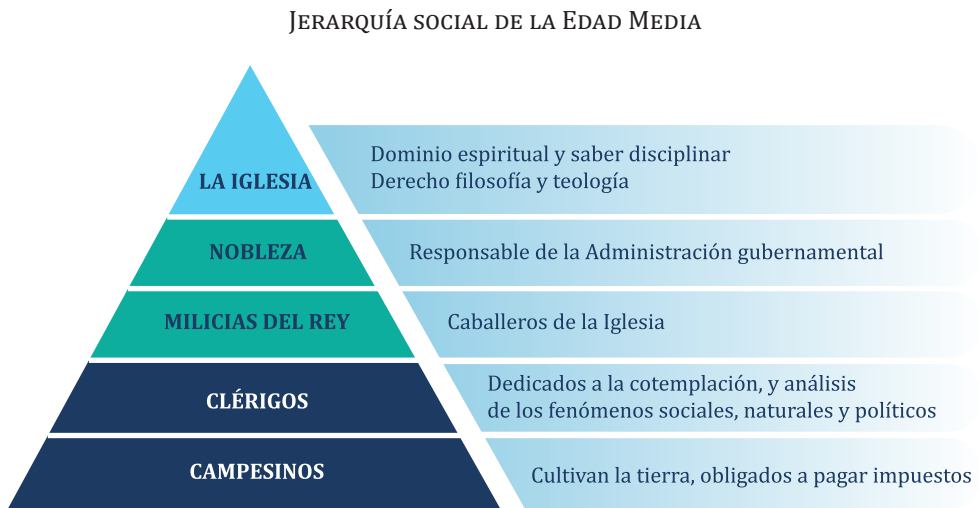 Jerarquía social de la Edad Media
LA IGLESIA
Dominio espiritual y saber disciplinar
Derecho filosofía y teología
NOBLEZA
Responsable de la Administración gubernamental
MILICIAS DEL REY
Caballeros de la Iglesia
CLÉRIGOS
Dedicados a la cotemplación, y análisis
de los fenómenos sociales, naturales y políticos
CAMPESINOS
Cultivan la tierra, obligados a pagar impuestos